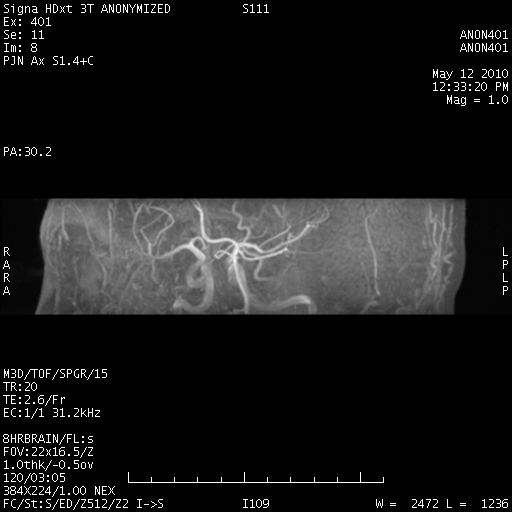 Signa HDxt 3T ANONYMIZED
S111
Ex: 401
Se: 11
Im: 8
PJN Ax S1.4+C
ANON401
ANON401
May 12 2010
12:33:20 PM
Mag = 1.0
PA:30.2
R
A
R
A
L
P
L
P
M3D/TOF/SPGR/15
TR:20
TE:2.6/Fr
EC:1/1 31.2kHz
8HRBRAIN/FL:s
FOV:22x16.5/Z
1.0thk/-0.5ov
120/03:05
384X224/1.00 NEX
FC/St:S/ED/Z512/Z2 I->S
I109
W = 2472 L = 1236